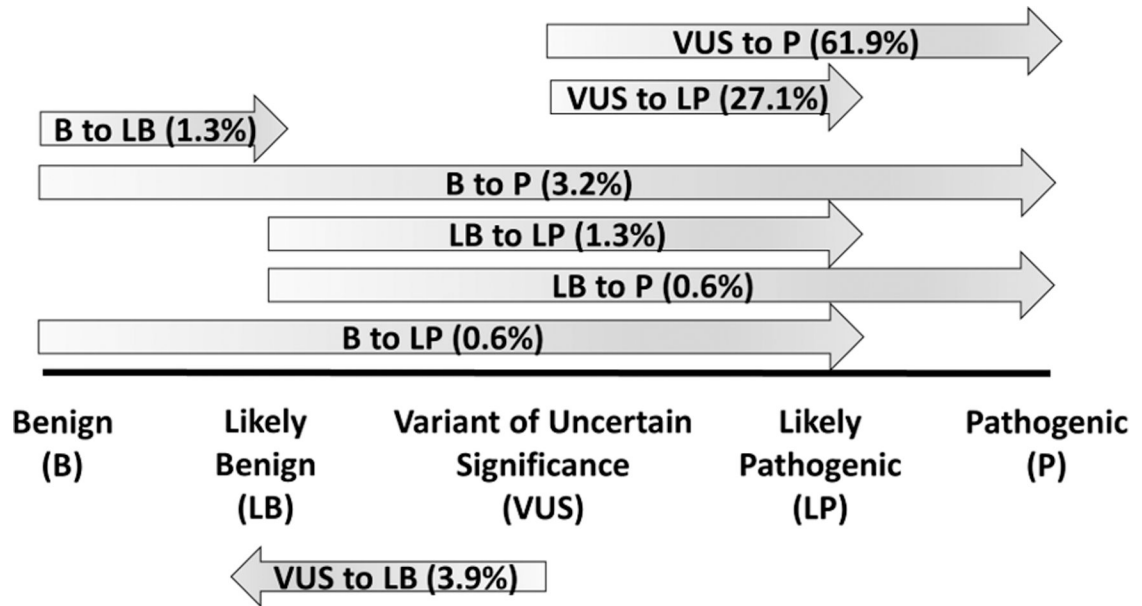 VUS to P (61.9%)
VUS to LP (27.1%)
B to LB (1.3%)
B to P (3.2%)
LB to LP (1.3%)
LB to P (0.6%)
B to LP (0.6%)
Benign
(B)
Likely
Benign
(LB)
Variant of Uncertain
Significance
(VUS)
Likely
Pathogenic
(LP)
Pathogenic
(P)
VUS to LB (3.9%)